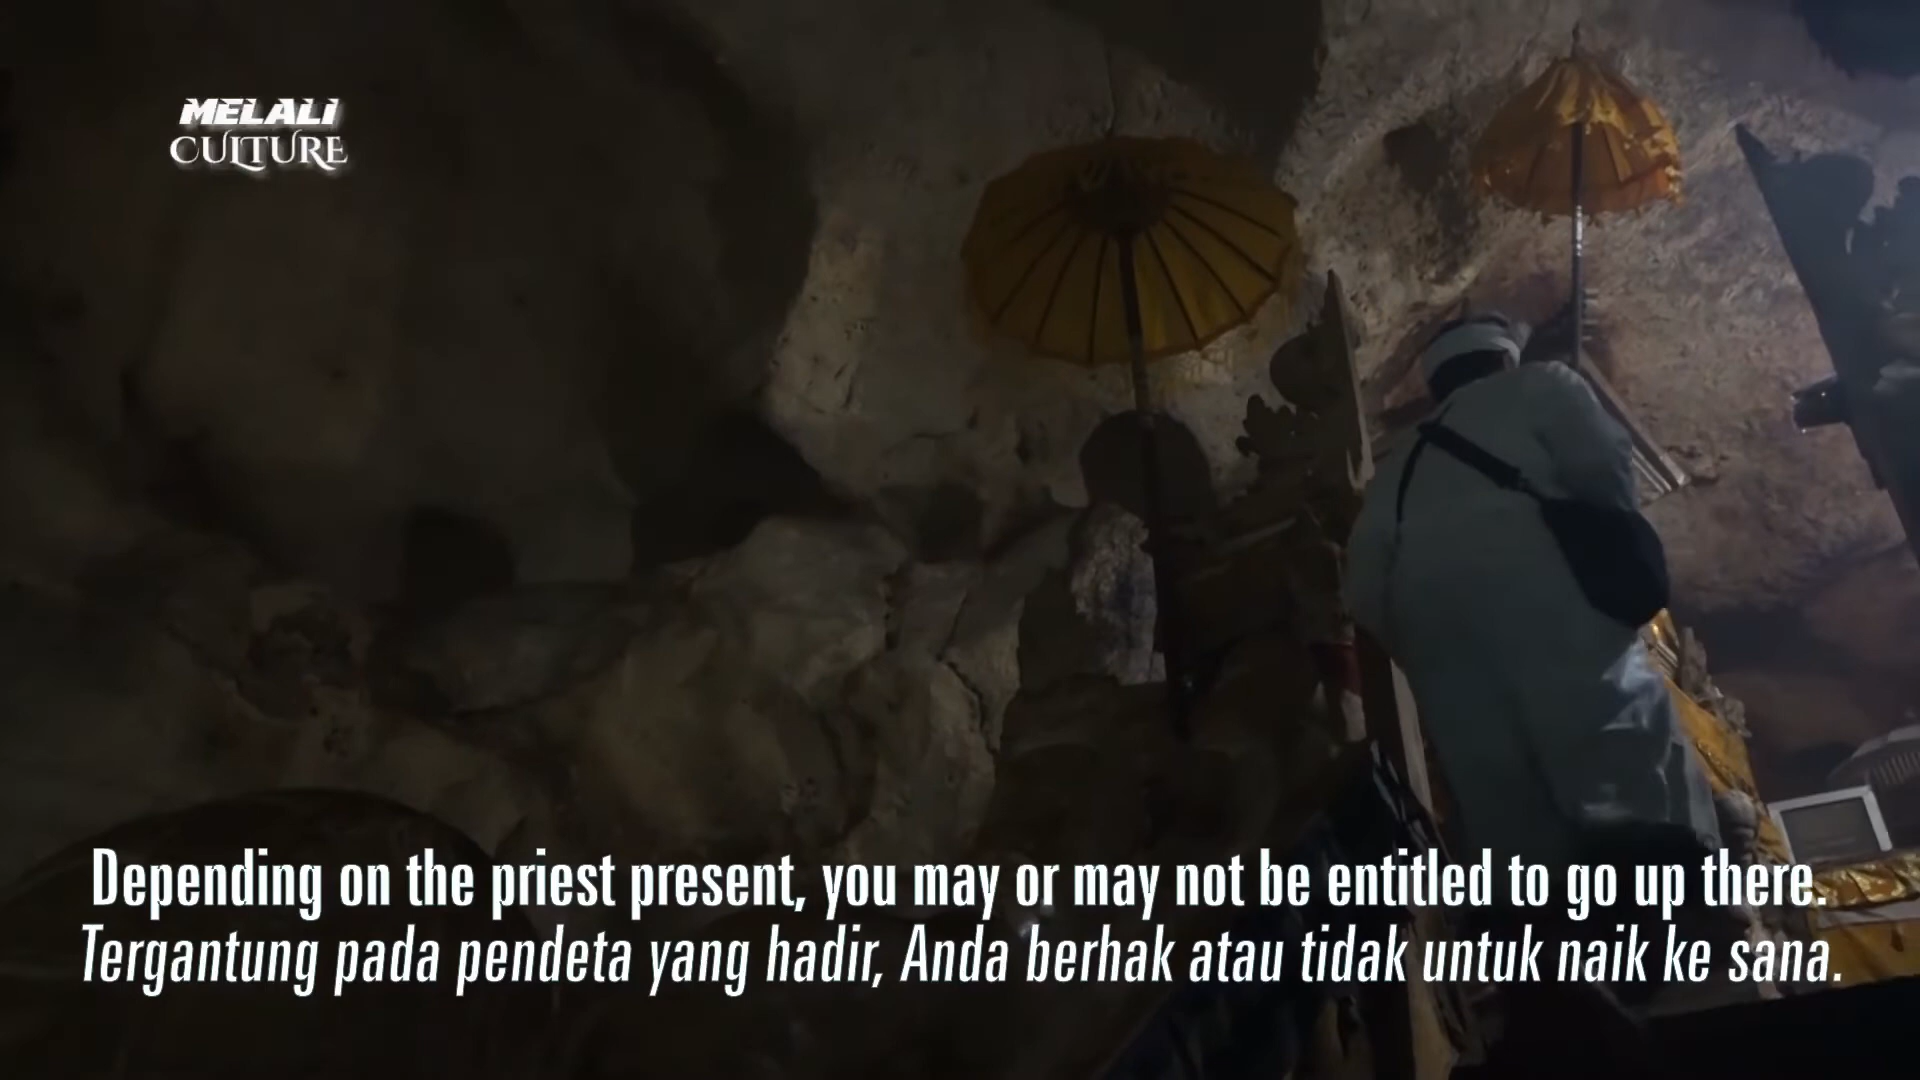 MELALI
CULTURE
Depending on the priest present, you may or may not be entitled to go up there.
Tergantung pada pendeta yang hadir, Anda berhak atau tidak untuk naik ke sana.